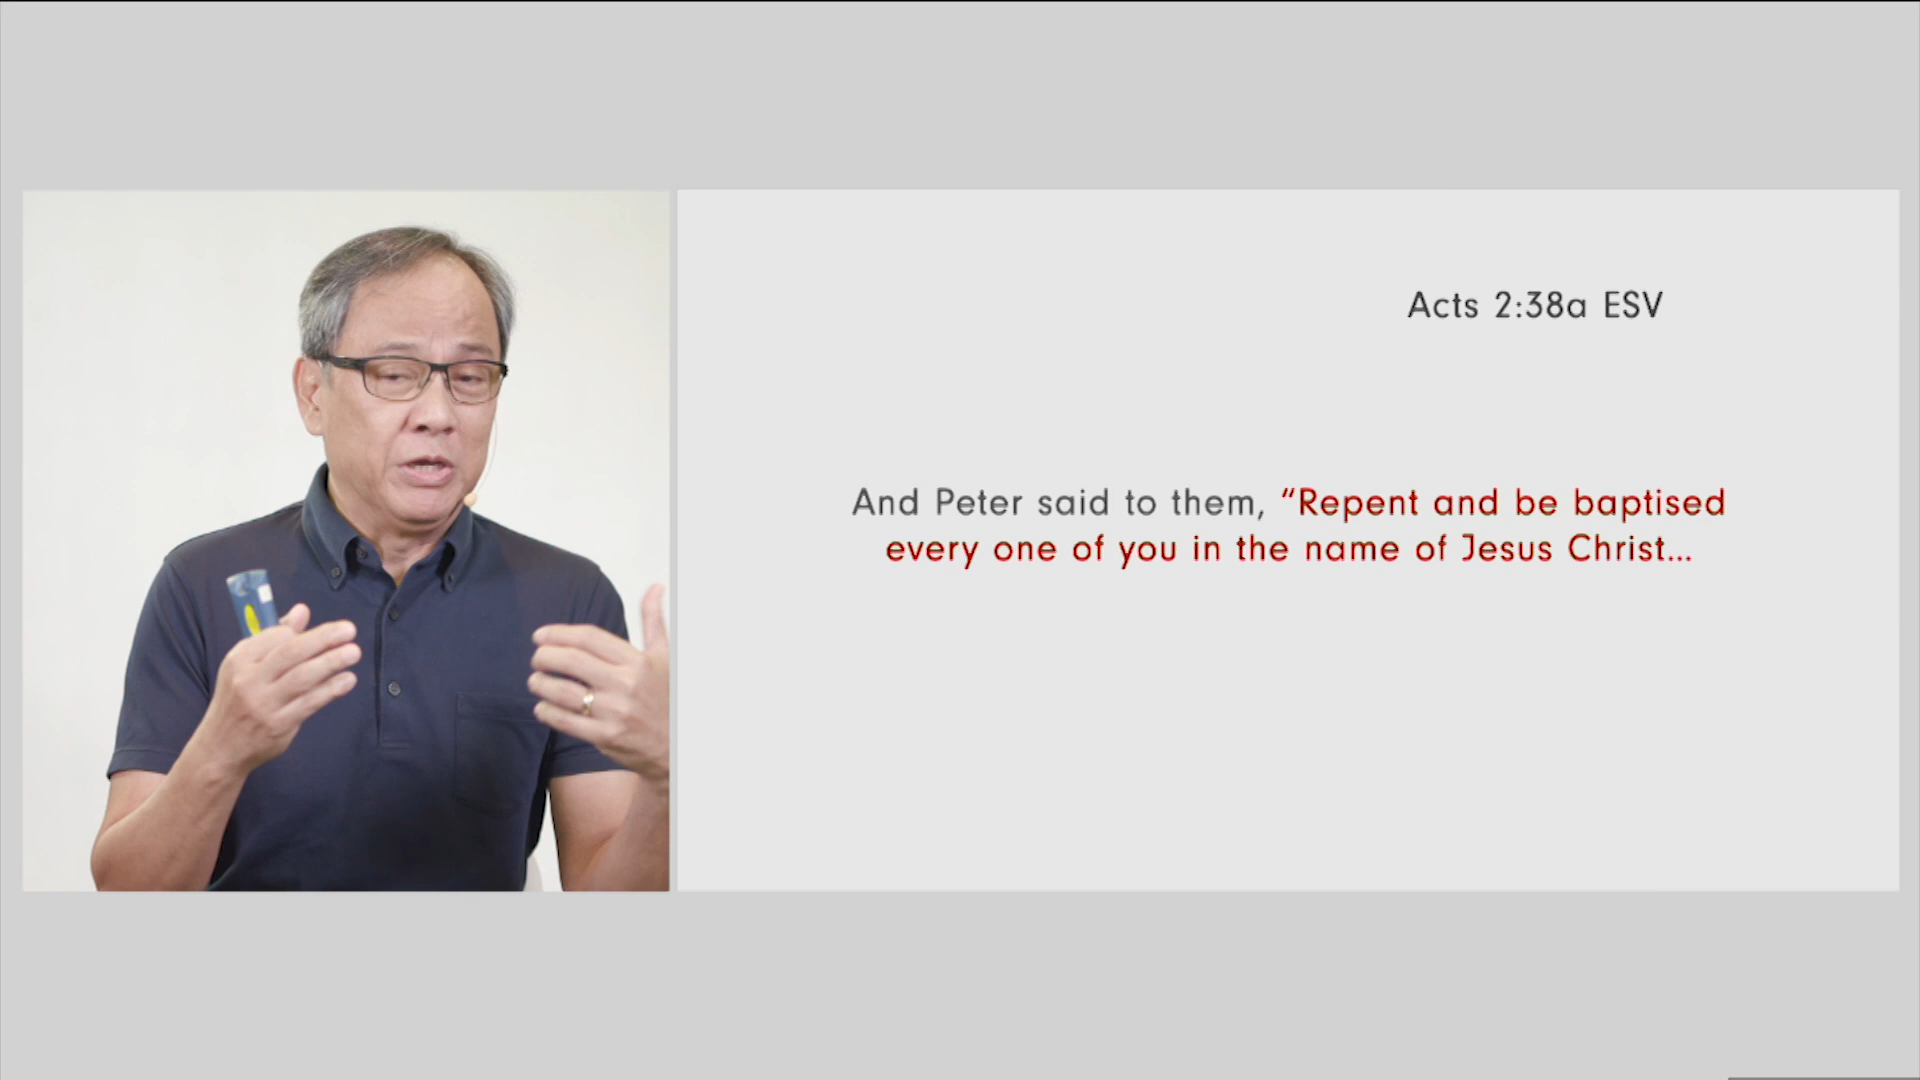 Acts 2:38a ESV
And Peter said to them, “Repent and be baptised
every one of you in the name of Jesus Christ...